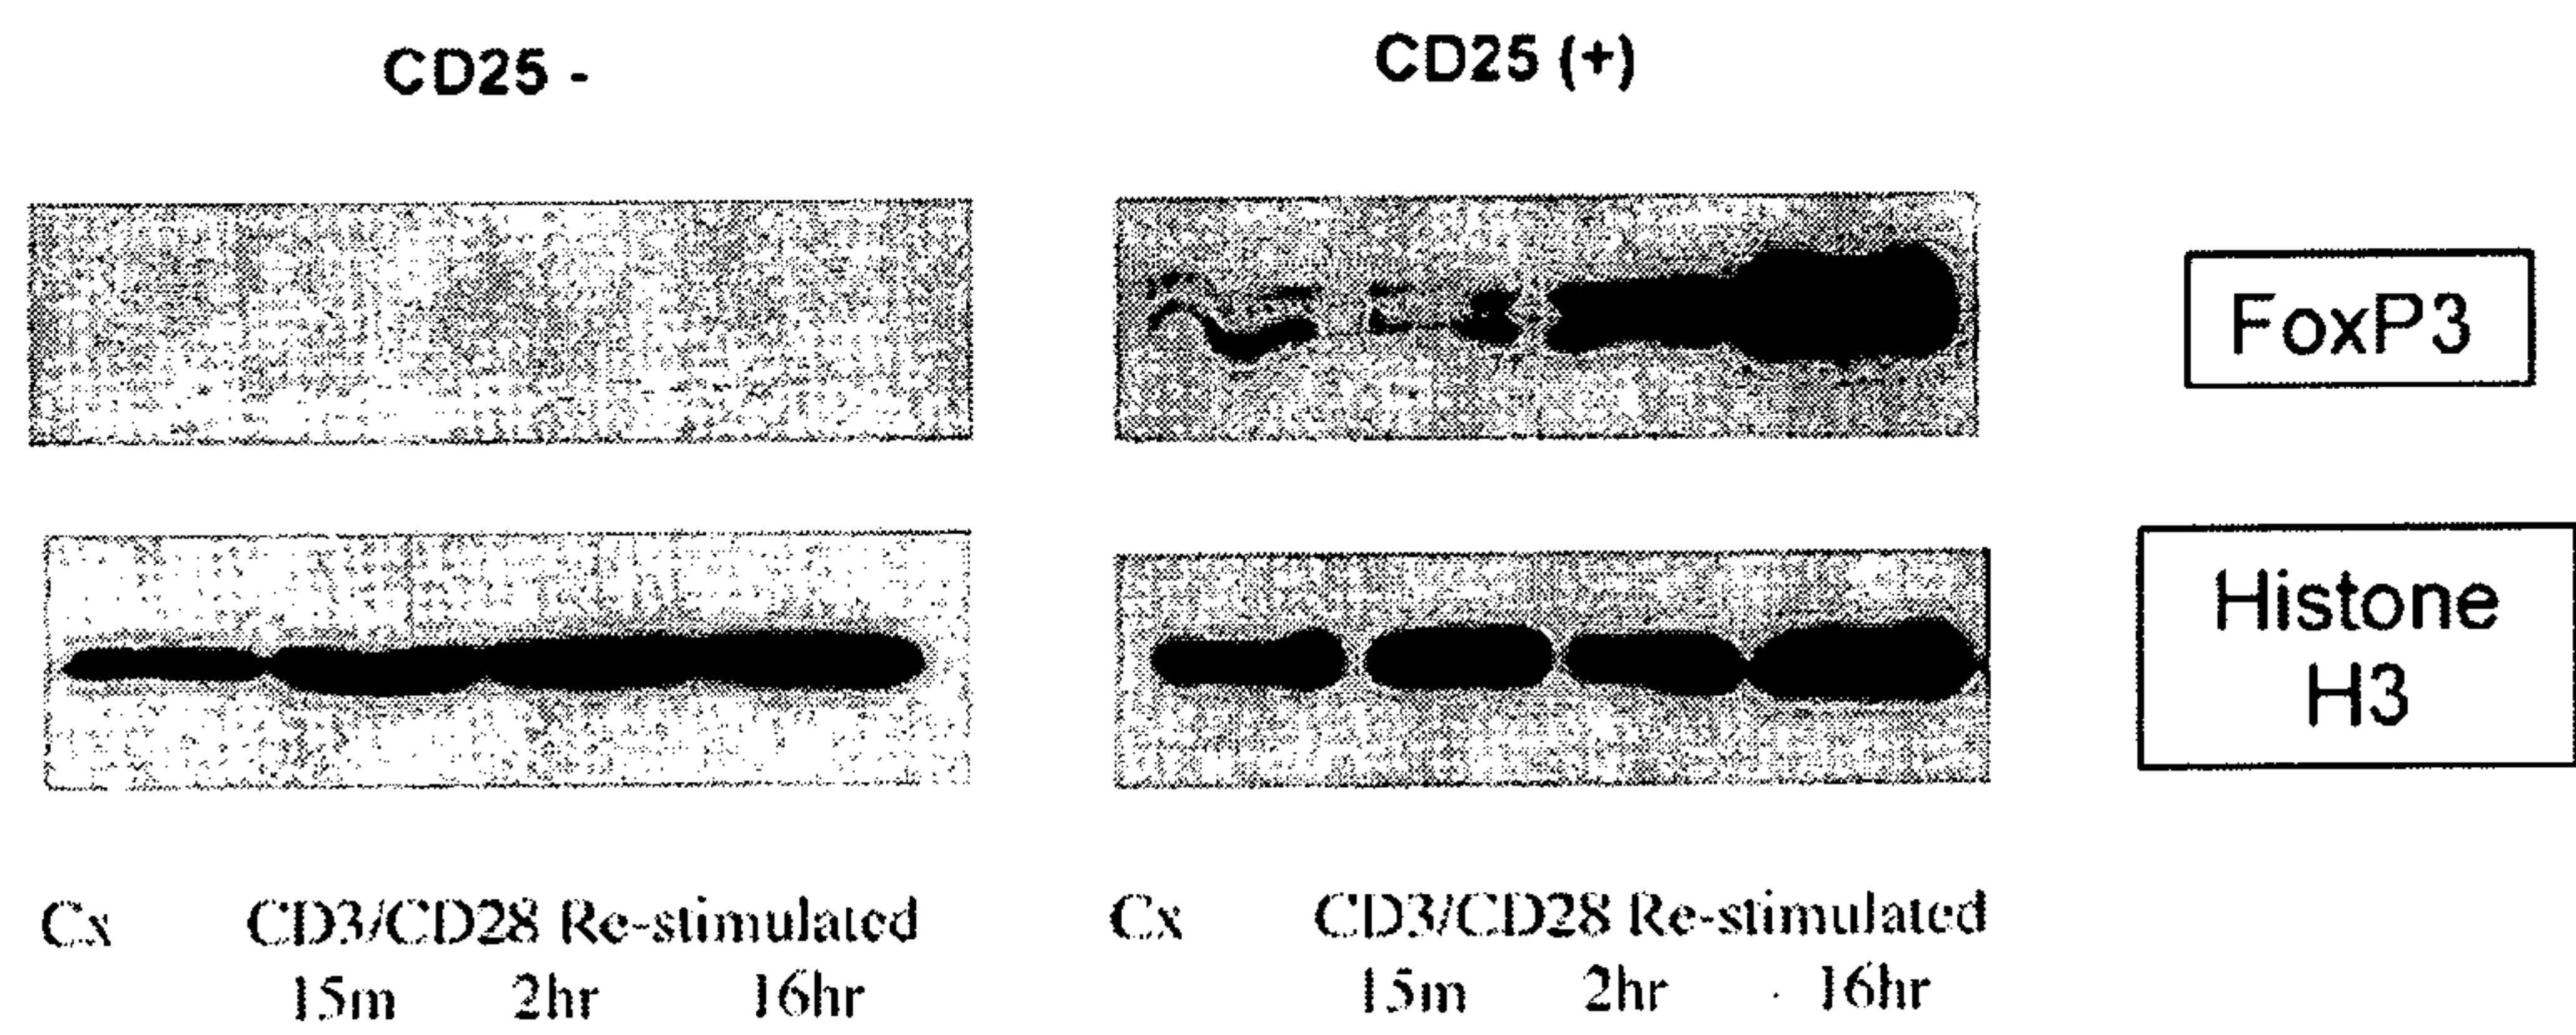 CD25 -
CD25 (+)
FoxP3
Histone
H3
Cx CD3/CD28 Re-stimulated
15m 2hr 16hr
Cx CD3/CD28 Re-stimulated
15m 2hr 16hr